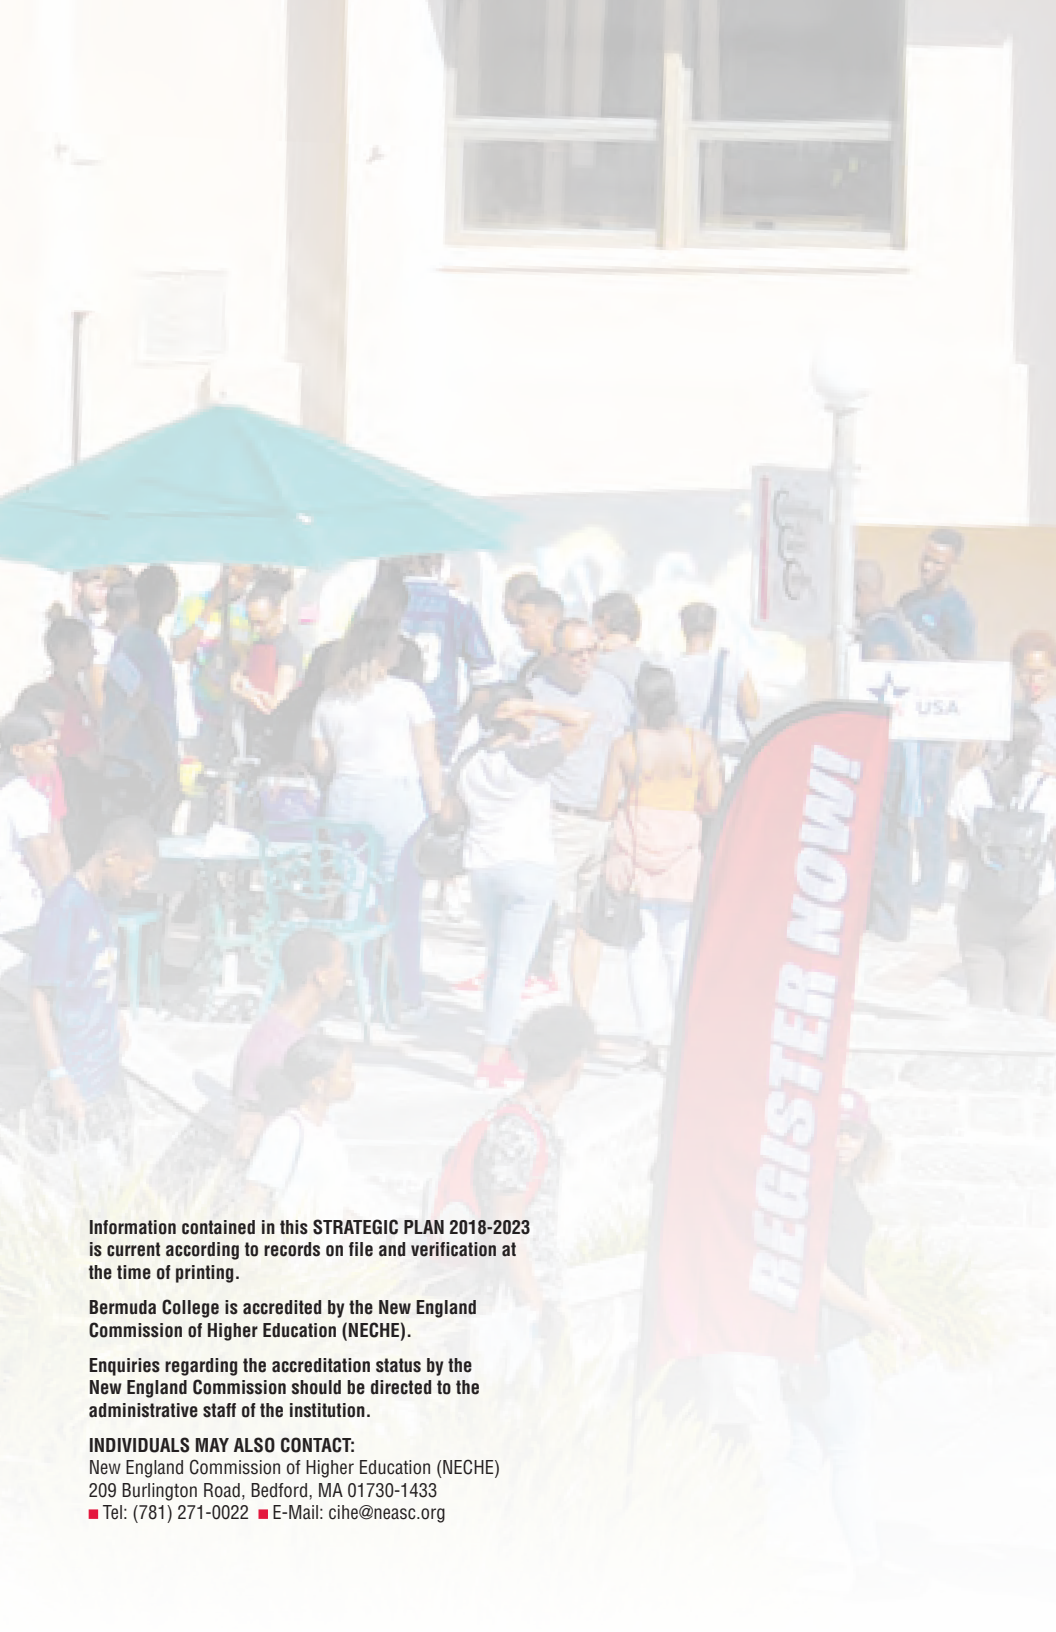 USA
REGISTER NOW!
Information contained in this STRATEGIC PLAN 2018-2023
is current according to records on file and verification at
the time of printing.
Bermuda College is accredited by the New England
Commission of Higher Education (NECHE).
Enquiries regarding the accreditation status by the
New England Commission should be directed to the
administrative staff of the institution.
INDIVIDUALS MAY ALSO CONTACT:
New England Commission of Higher Education (NECHE)
209 Burlington Road, Bedford, MA 01730-1433
■ Tel: (781) 271-0022 ■ E-Mail: cihe@neasc.org